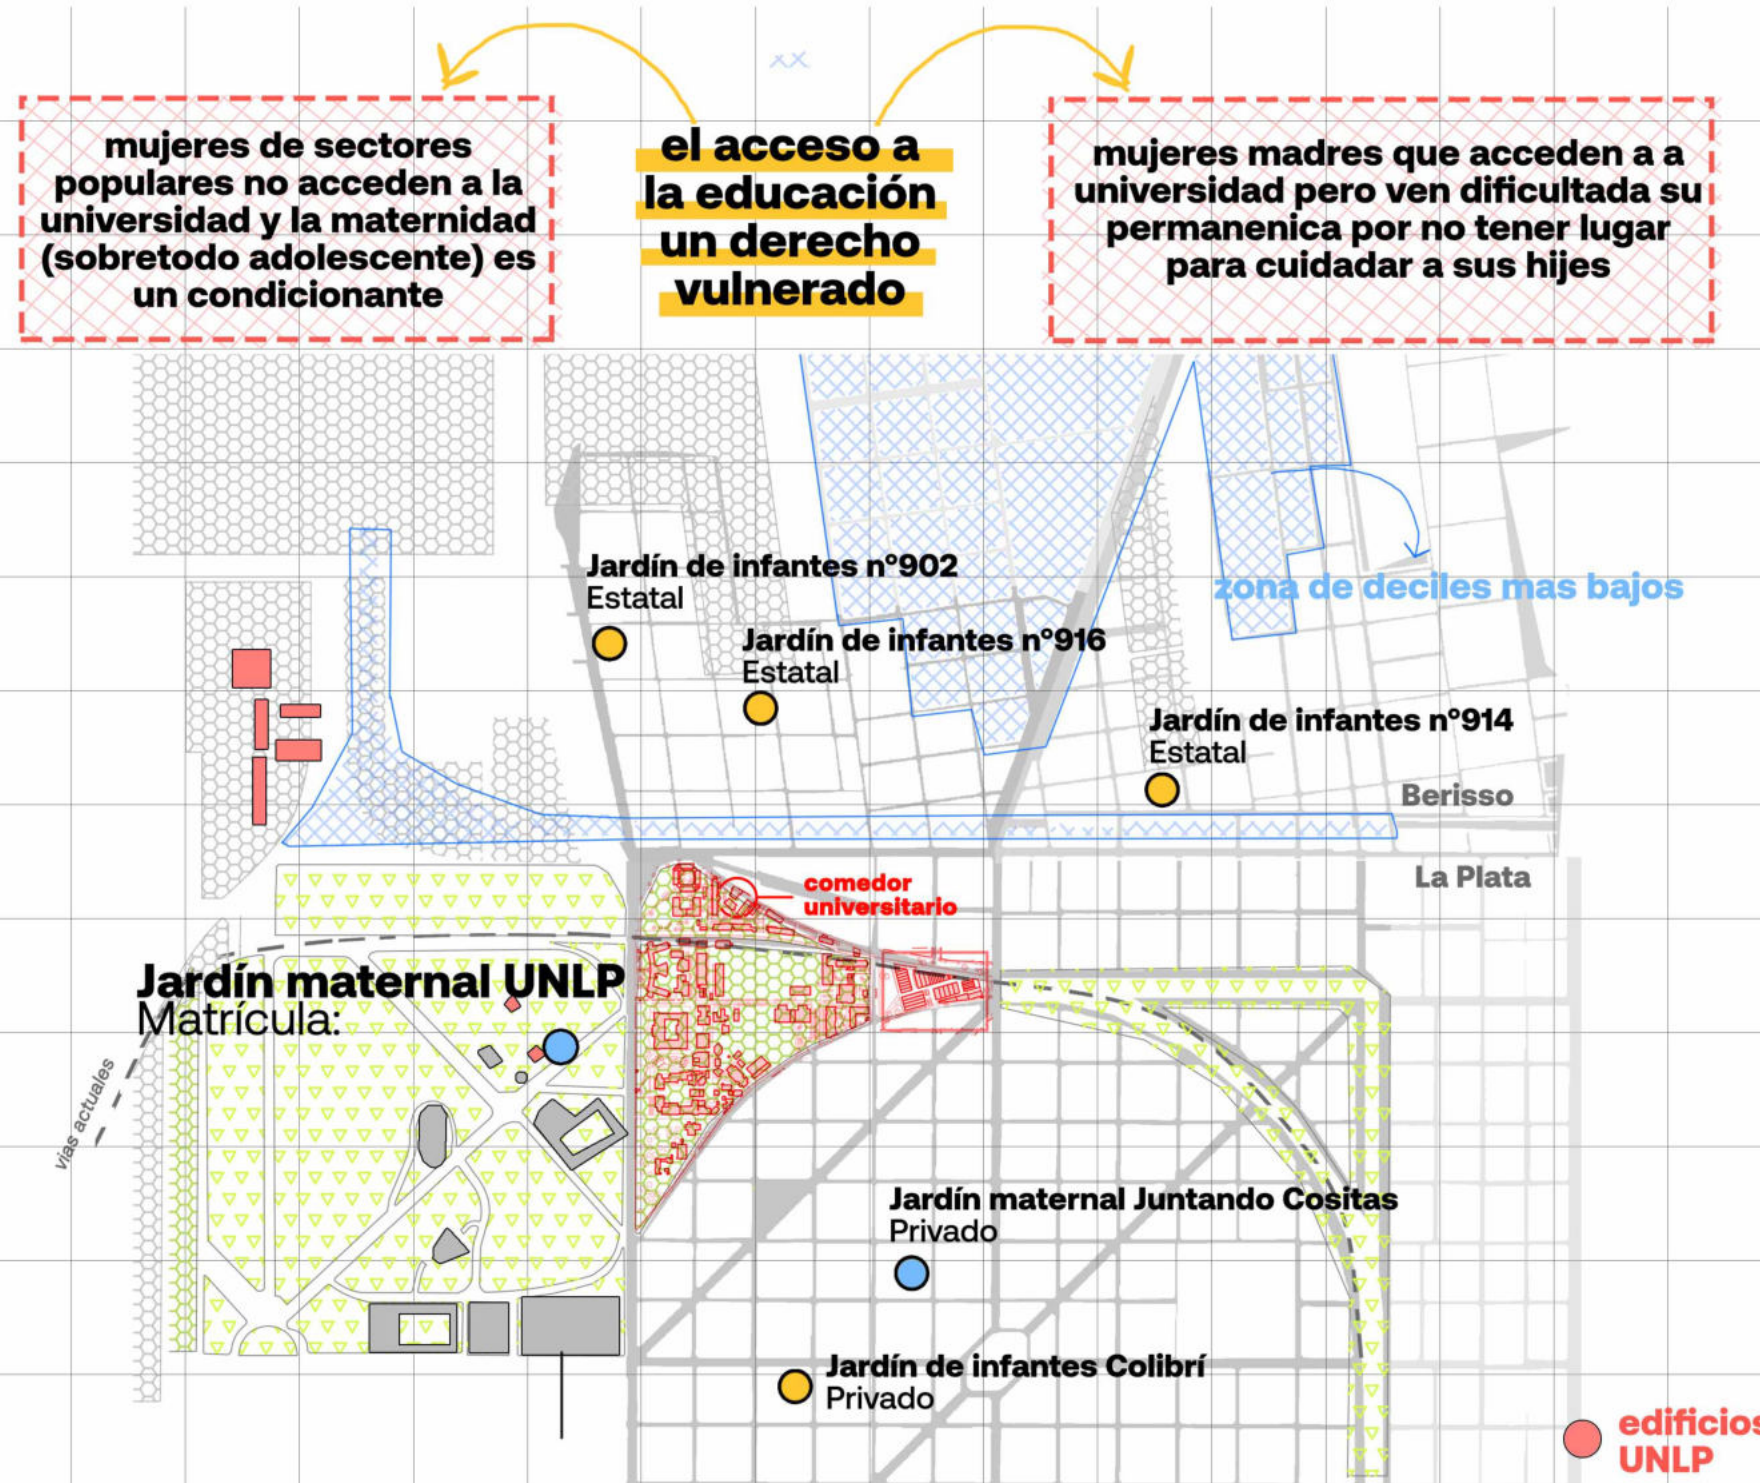 mujeres de sectores
populares no acceden a la
universidad y la maternidad
(sobretodo adolescente) es
un condicionante
el acceso a
la educación
un derecho
vulnerado
mujeres madres que acceden a a
universidad pero ven dificultada su
permanenica por no tener lugar
para cuidadar a sus hijes
Jardín de infantes nº902
Estatal
zona de deciles mas bajos
Jardín de infantes nº916
Estatal
Jardín de infantes nº914
Estatal
Berisso
La Plata
comedor
universitario
Jardín maternal UNLP
Matrícula:
vias actuales
Jardín maternal Juntando Cositas
Privado
Jardín de infantes Colibrí
Privado
edificios
UNLP